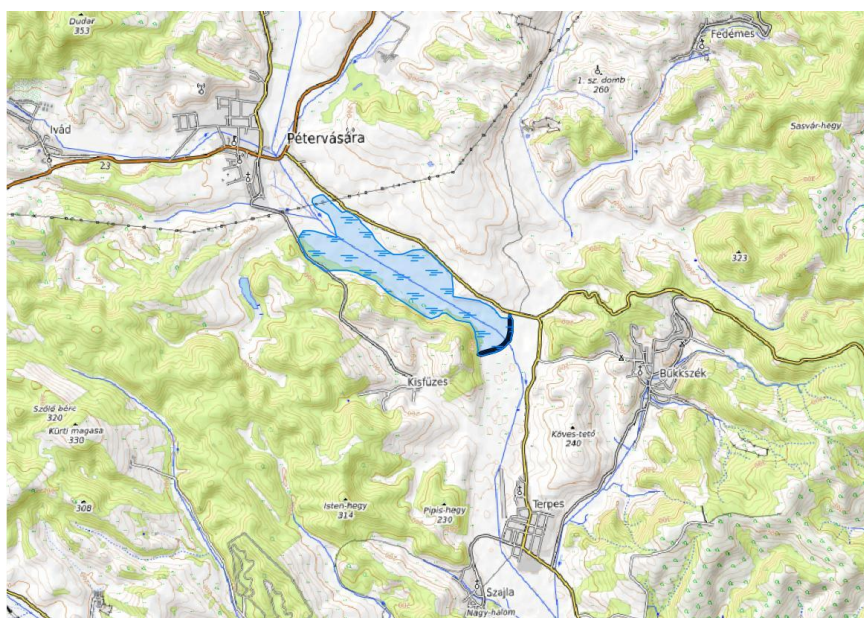 Dudar
353
Fedémes
1. sz. domb
260
Ivád
Pétervására
Sasvár-hegy
23
323
Bükkszék
Kisfüzes
Szőlő bérc
320
Kürti magasa
330
Köves-tető
240
308
Isten-hegy
314
Pipis-hegy
230
Terpes
Szajla
Nagy-halom